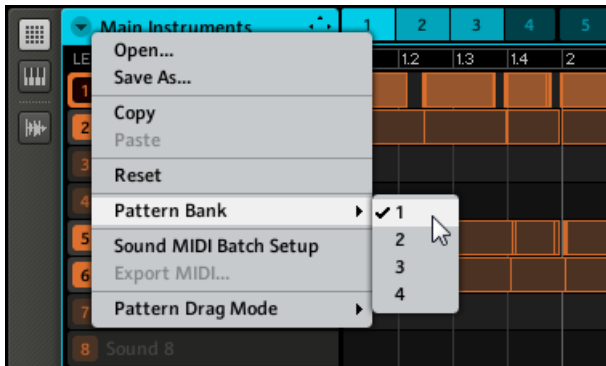 Main Instruments 1 2 3 4 5
LE 1.2 1.3 1.4 2
1
2
3
4
5
6
7
8 Sound 8
Open...
Save As...
Copy
Paste
Reset
Pattern Bank
Sound MIDI Batch Setup
Export MIDI...
Pattern Drag Mode
1
2
3
4